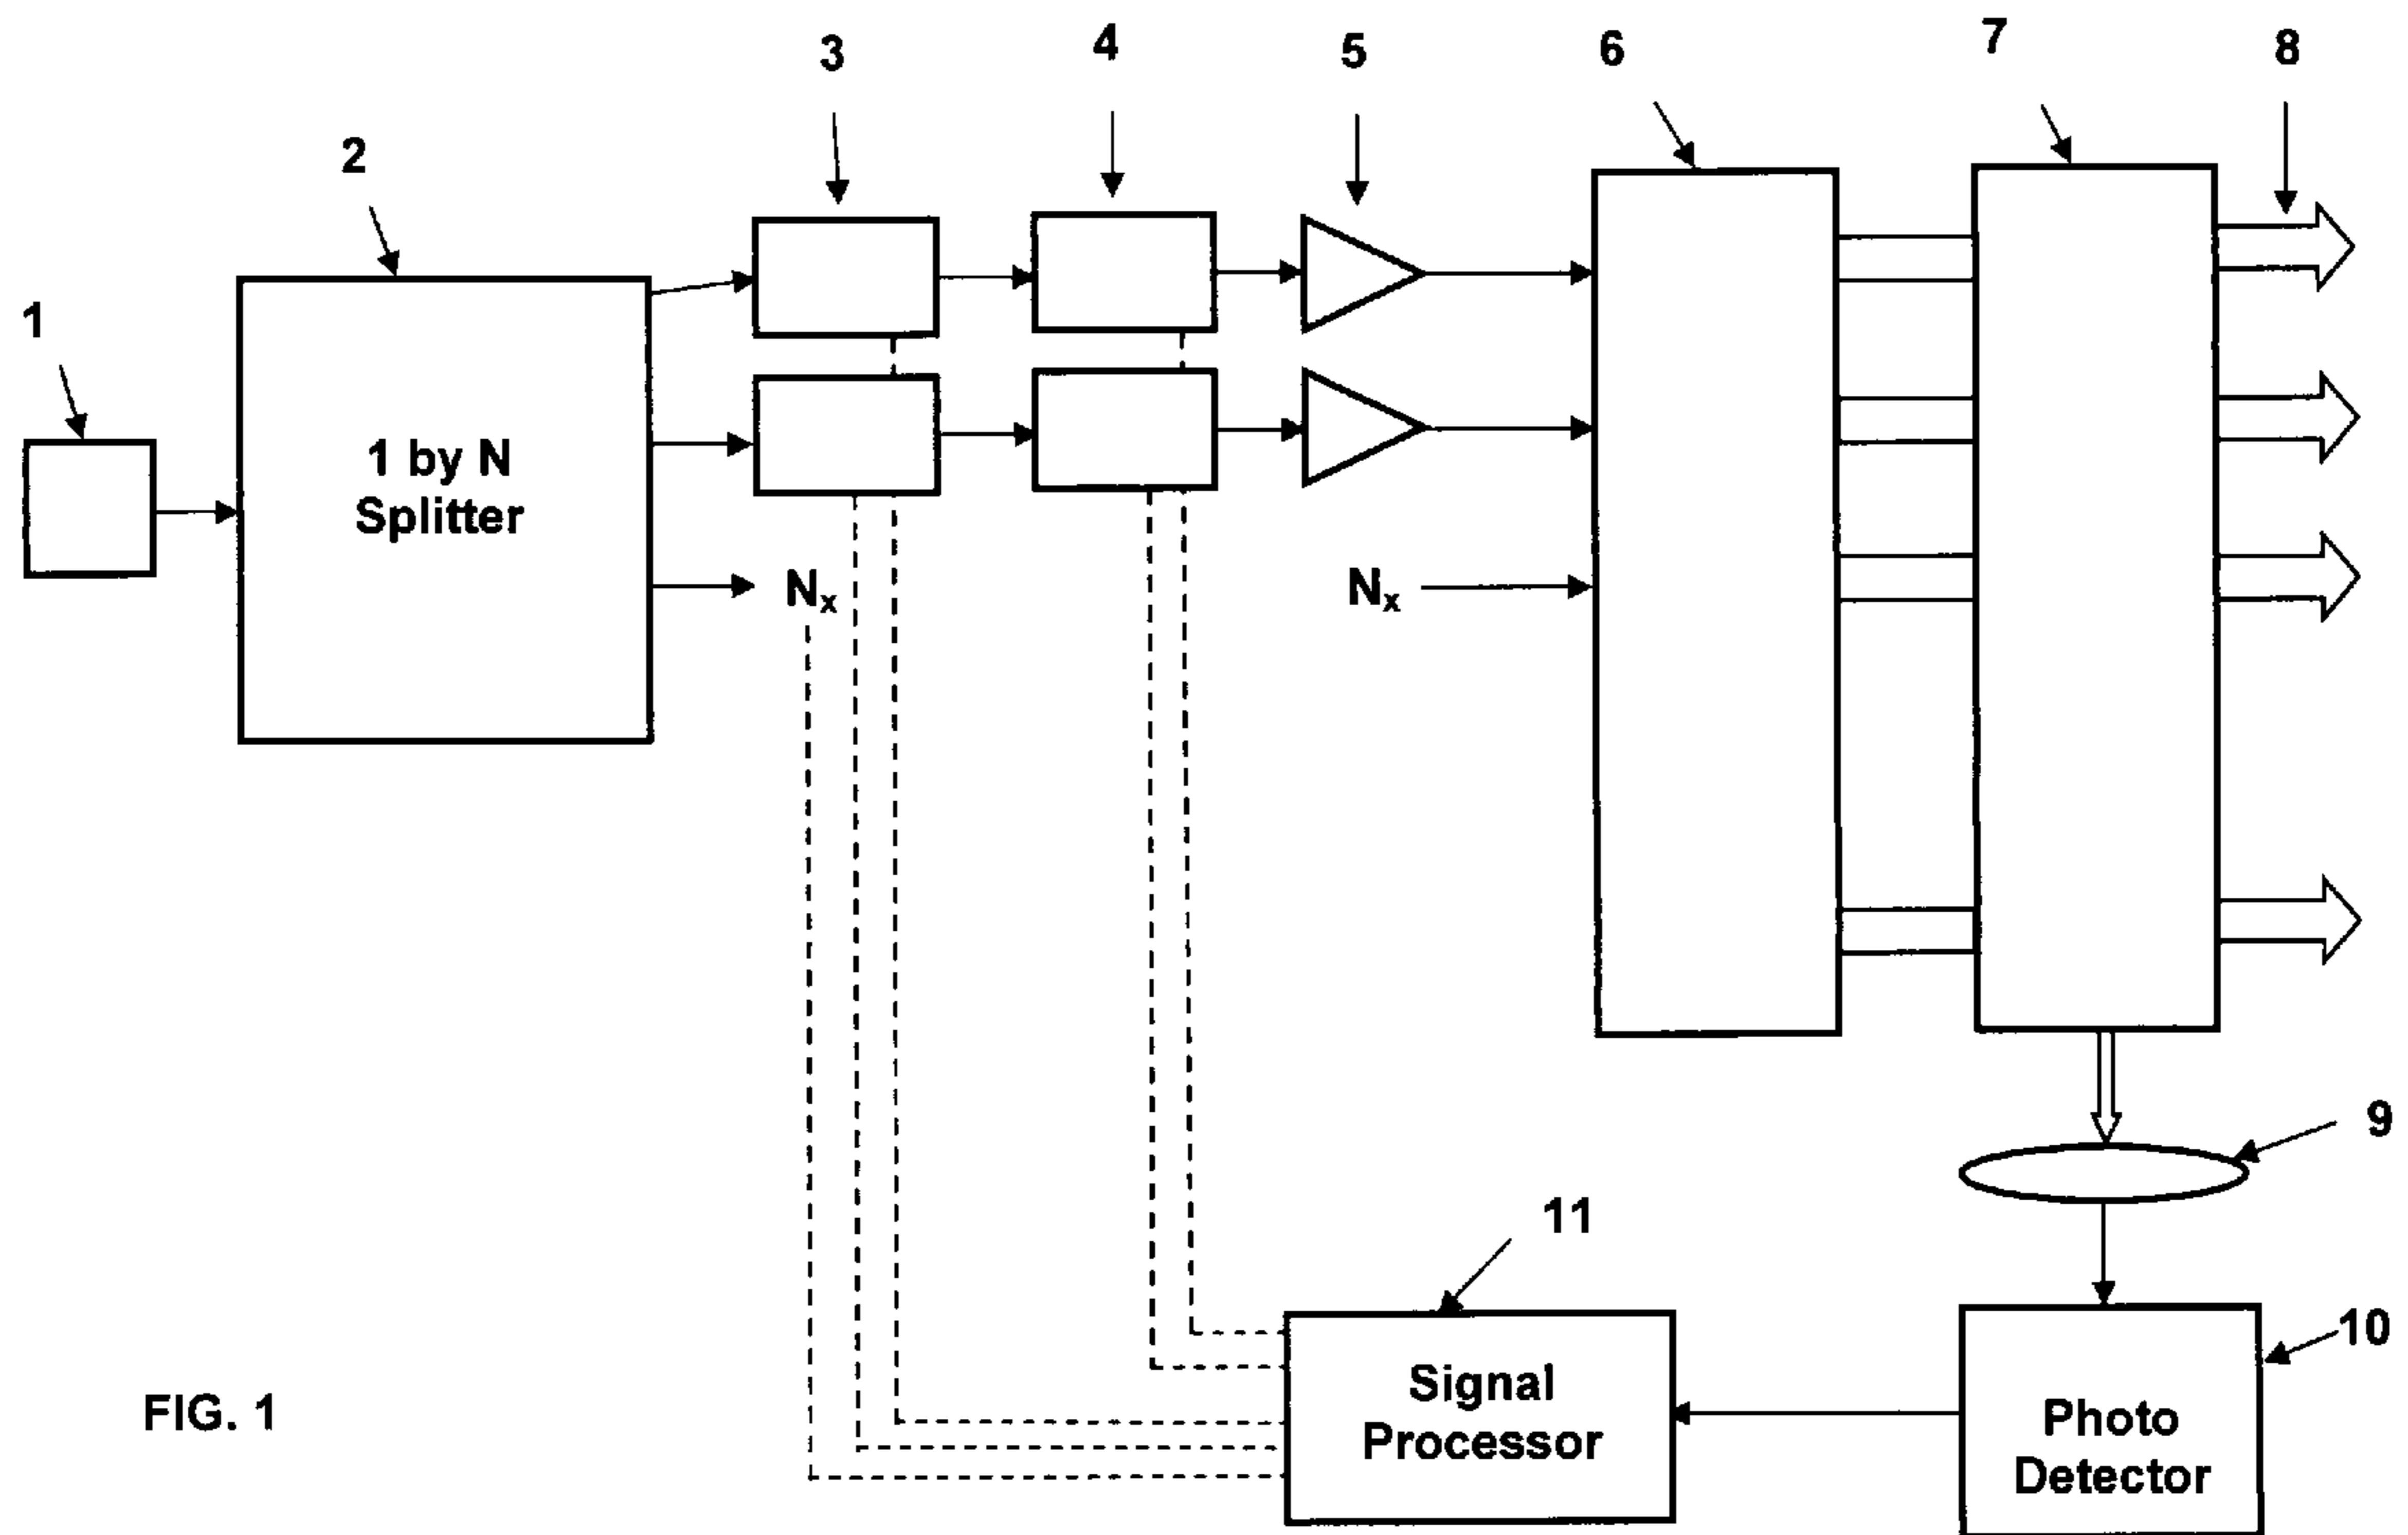 3
4
5
6
7
8
2
1
1 by N
Splitter
Nx
Nx
9
11
10
Signal
Processor
Photo
Detector
FIG. 1